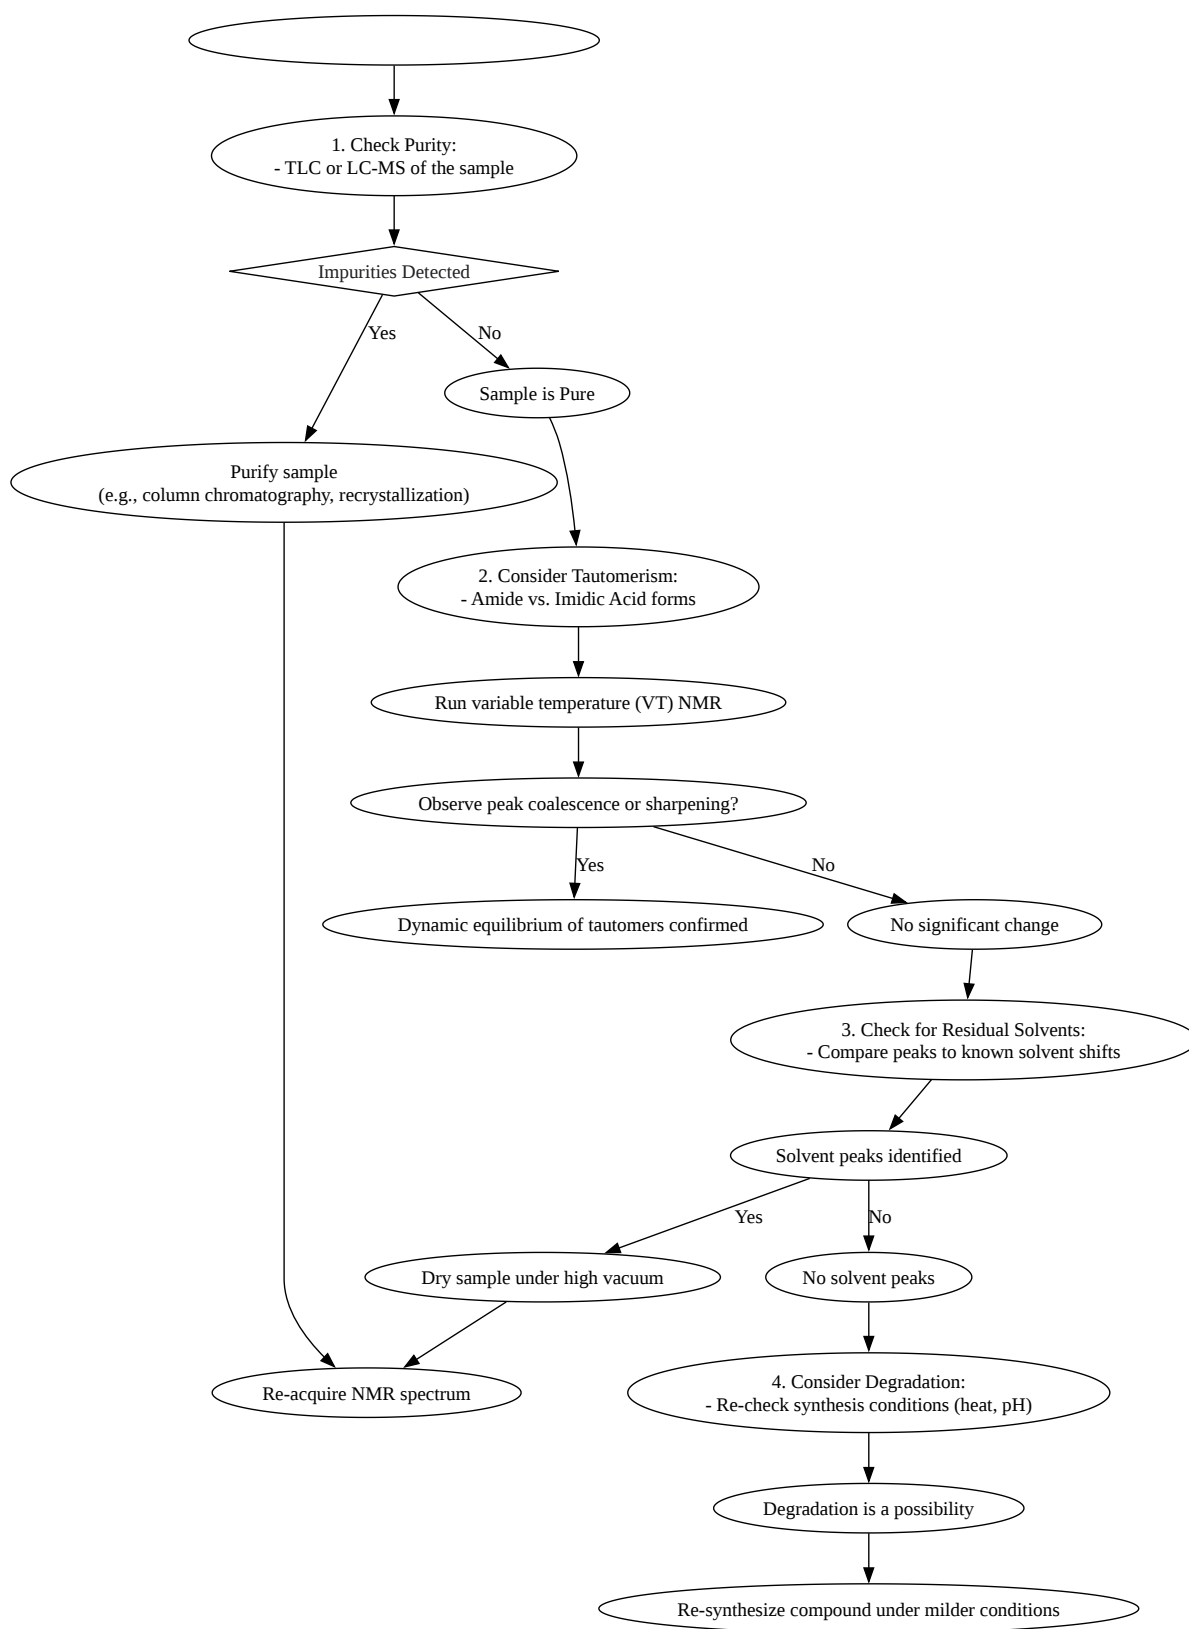 1. Check Purity:
- TLC or LC-MS of the sample
Impurities Detected
Yes
No
Sample is Pure
Purify sample
(e.g., column chromatography, recrystallization)
2. Consider Tautomerism:
- Amide vs. Imidic Acid forms
Run variable temperature (VT) NMR
Observe peak coalescence or sharpening?
Yes
No
Dynamic equilibrium of tautomers confirmed
No significant change
3. Check for Residual Solvents:
- Compare peaks to known solvent shifts
Solvent peaks identified
Yes
No
Dry sample under high vacuum
No solvent peaks
Re-acquire NMR spectrum
4. Consider Degradation:
- Re-check synthesis conditions (heat, pH)
Degradation is a possibility
Re-synthesize compound under milder conditions